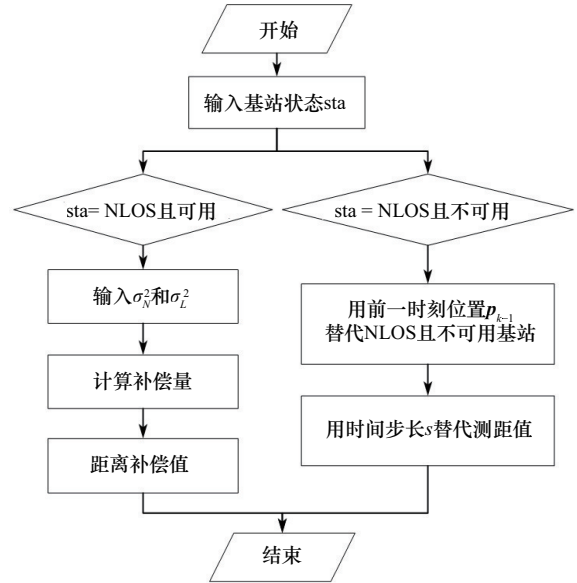 开始
输入基站状态sta
sta= NLOS且可用
sta = NLOS且不可用
输入σ_N^2和σ_L^2
计算补偿量
距离补偿值
用前一时刻位置p_{k-1}
替代NLOS且不可用基站
用时间步长s替代测距值
结束